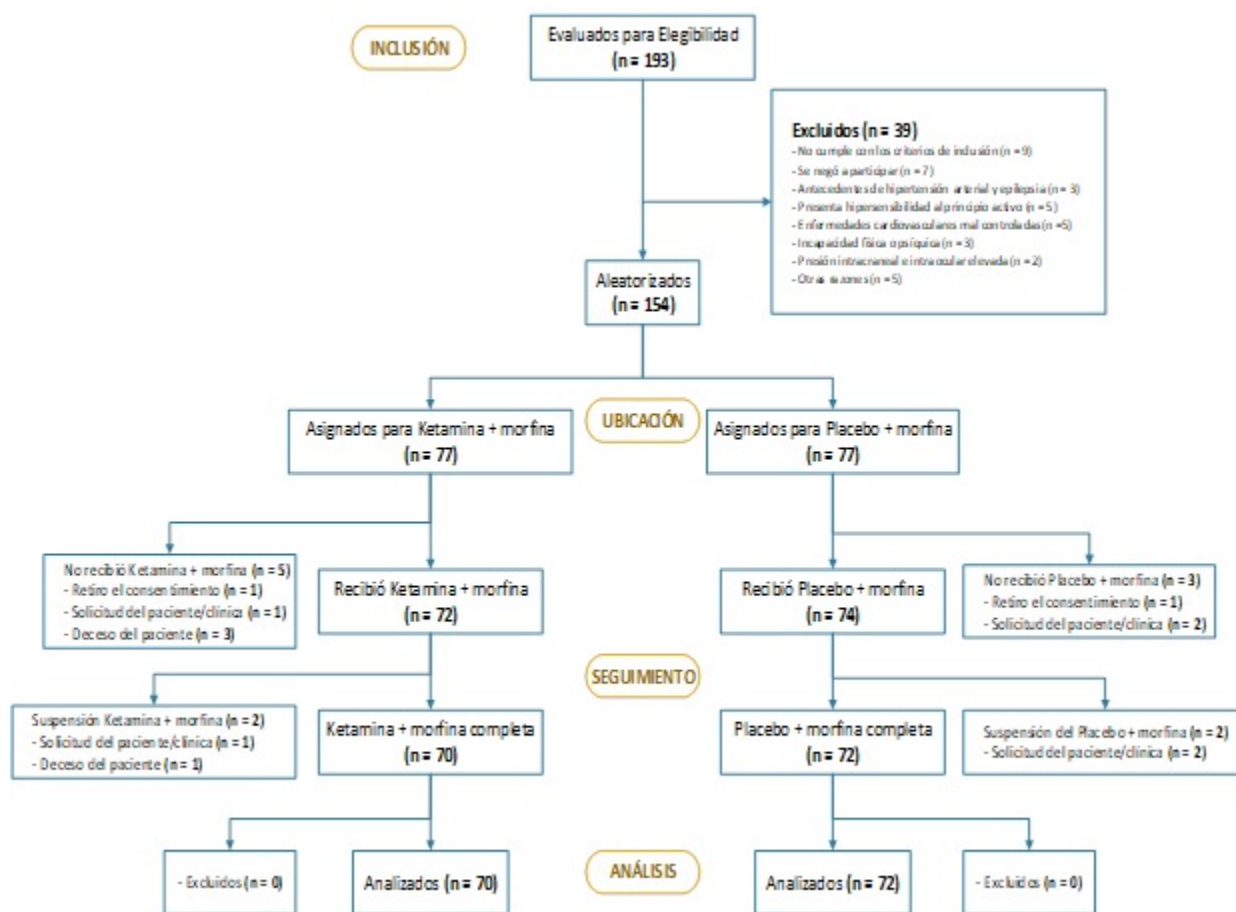 INCLUSIÓN
Evaluados para Elegibilidad
(n = 193)
Excluidos (n = 39)
- No cumple con los criterios de inclusión (n = 9)
- Se negó a participar (n = 7)
- Antecedentes de hipertensión arterial y epilepsia (n = 3)
- Presenta hipersensibilidad al principio activo (n = 5)
- Enfermedades cardiovasculares mal controladas (n =5)
- Incapacidad física o psíquica (n = 3)
- Presión intracraneal e intraocular elevada (n = 2)
- Otras razones (n = 5)
Aleatorizados
(n = 154)
UBICACIÓN
Asignados para Ketamina + morfina
(n = 77)
Asignados para Placebo + morfina
(n = 77)
No recibió Ketamina + morfina (n = 5)
- Retiro el consentimiento (n = 1)
- Solicitud del paciente/clínica (n = 1)
- Deceso del paciente (n = 3)
Recibió Ketamina + morfina
(n = 72)
Recibió Placebo + morfina
(n = 74)
No recibió Placebo + morfina (n = 3)
- Retiro el consentimiento (n = 1)
- Solicitud del paciente/clínica (n = 2)
SEGUIMIENTO
Suspensión Ketamina + morfina (n = 2)
- Solicitud del paciente/clínica (n = 1)
- Deceso del paciente (n = 1)
Ketamina + morfina completa
(n = 70)
Placebo + morfina completa
(n = 72)
Suspensión del Placebo + morfina (n = 2)
- Solicitud del paciente/clínica (n = 2)
ANÁLISIS
- Excluidos (n = 0)
Analizados (n = 70)
Analizados (n = 72)
- Excluidos (n = 0)